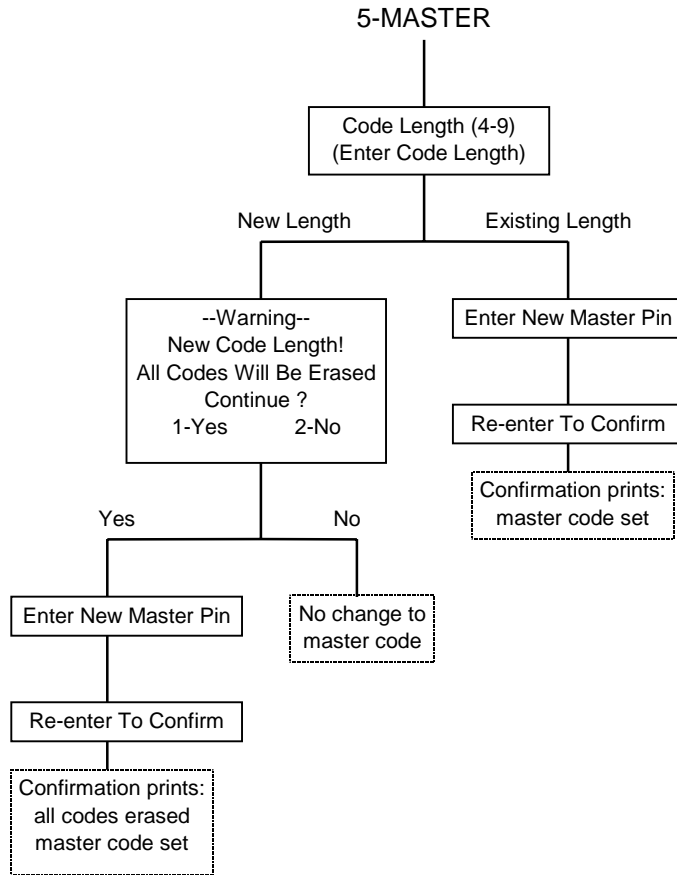 5-MASTER
Code Length (4-9)
(Enter Code Length)
New Length
Existing Length
--Warning--
New Code Length!
All Codes Will Be Erased
Continue ?
1-Yes 2-No
Enter New Master Pin
Re-enter To Confirm
Confirmation prints:
master code set
Yes
No
Enter New Master Pin
No change to
master code
Re-enter To Confirm
Confirmation prints:
all codes erased
master code set